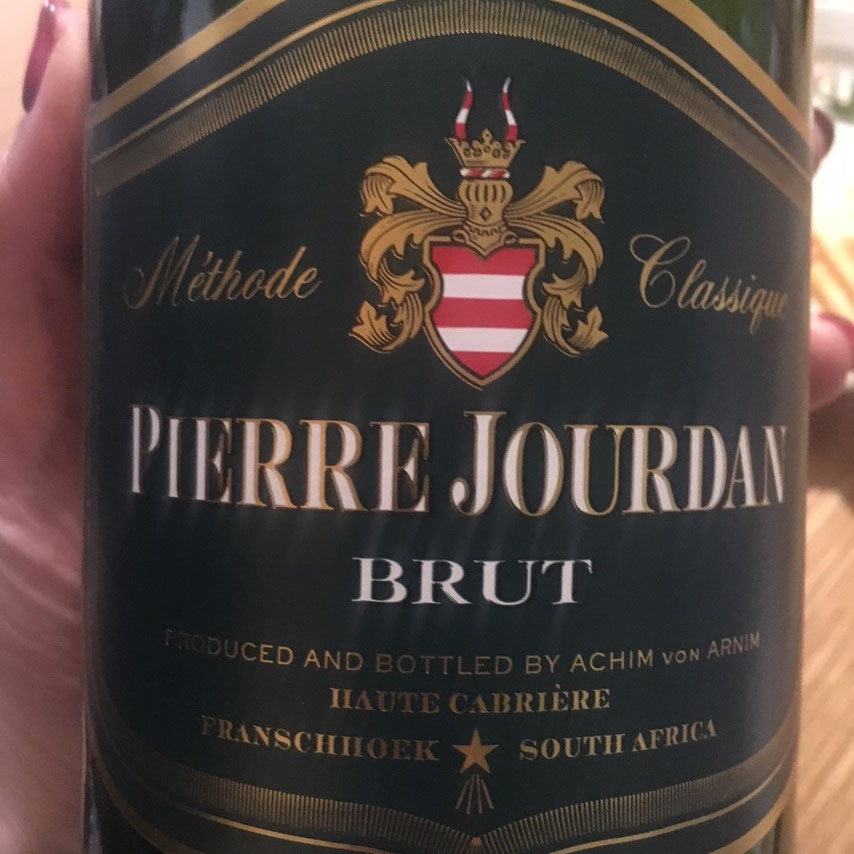 Méthode Classique
PIERRE JOURDAN
BRUT
PRODUCED AND BOTTLED BY ACHIM VON ARNIM
HAUTE CABRIÈRE
FRANSCHHOEK SOUTH AFRICA